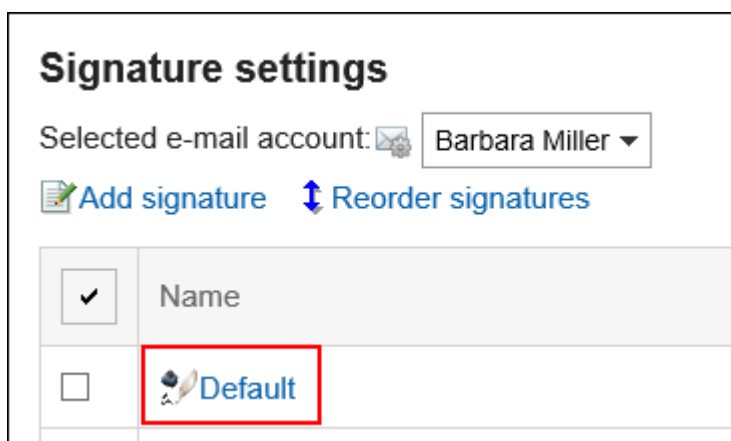 Signature settings
Selected e-mail account: Barbara Miller
Add signature Reorder signatures
Name
Default